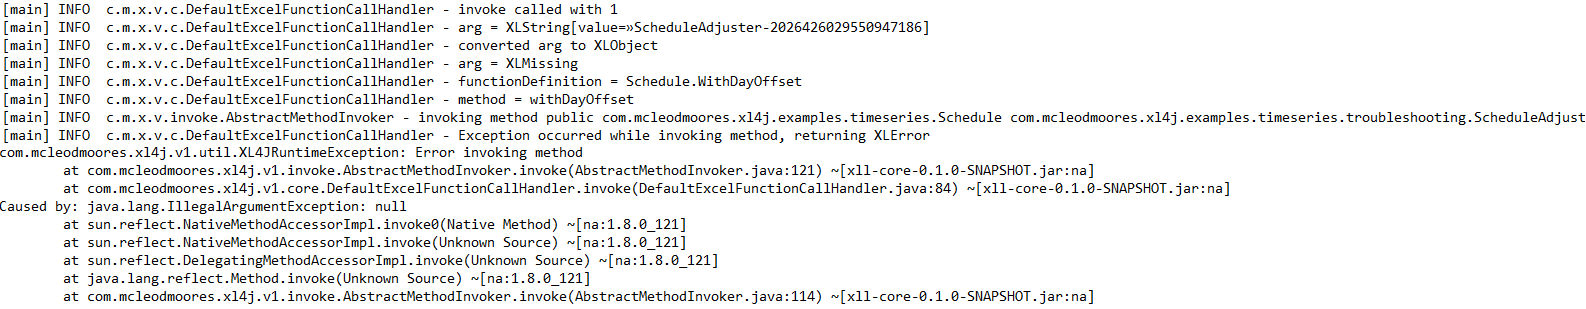 [main] INFO  c.m.x.v.c.DefaultExcelFunctionCallHandler - invoke called with 1
[main] INFO  c.m.x.v.c.DefaultExcelFunctionCallHandler - arg = XLString[value=»ScheduleAdjuster-2026426029550947186]
[main] INFO  c.m.x.v.c.DefaultExcelFunctionCallHandler - converted arg to XLObject
[main] INFO  c.m.x.v.c.DefaultExcelFunctionCallHandler - arg = XLMissing
[main] INFO  c.m.x.v.c.DefaultExcelFunctionCallHandler - functionDefinition = Schedule.WithDayOffset
[main] INFO  c.m.x.v.c.DefaultExcelFunctionCallHandler - method = withDayOffset
[main] INFO  c.m.x.v.invoke.AbstractMethodInvoker - invoking method public com.mcleodmoores.xl4j.examples.timeseries.Schedule com.mcleodmoores.xl4j.examples.timeseries.troubleshooting.ScheduleAdjust
[main] INFO  c.m.x.v.c.DefaultExcelFunctionCallHandler - Exception occurred while invoking method, returning XLError
com.mcleodmoores.xl4j.v1.util.XL4JRuntimeException: Error invoking method
        at com.mcleodmoores.xl4j.v1.invoke.AbstractMethodInvoker.invoke(AbstractMethodInvoker.java:121) ~[xll-core-0.1.0-SNAPSHOT.jar:na]
        at com.mcleodmoores.xl4j.v1.core.DefaultExcelFunctionCallHandler.invoke(DefaultExcelFunctionCallHandler.java:84) ~[xll-core-0.1.0-SNAPSHOT.jar:na]
Caused by: java.lang.IllegalArgumentException: null
        at sun.reflect.NativeMethodAccessorImpl.invoke0(Native Method) ~[na:1.8.0_121]
        at sun.reflect.NativeMethodAccessorImpl.invoke(Unknown Source) ~[na:1.8.0_121]
        at sun.reflect.DelegatingMethodAccessorImpl.invoke(Unknown Source) ~[na:1.8.0_121]
        at java.lang.reflect.Method.invoke(Unknown Source) ~[na:1.8.0_121]
        at com.mcleodmoores.xl4j.v1.invoke.AbstractMethodInvoker.invoke(AbstractMethodInvoker.java:114) ~[xll-core-0.1.0-SNAPSHOT.jar:na]